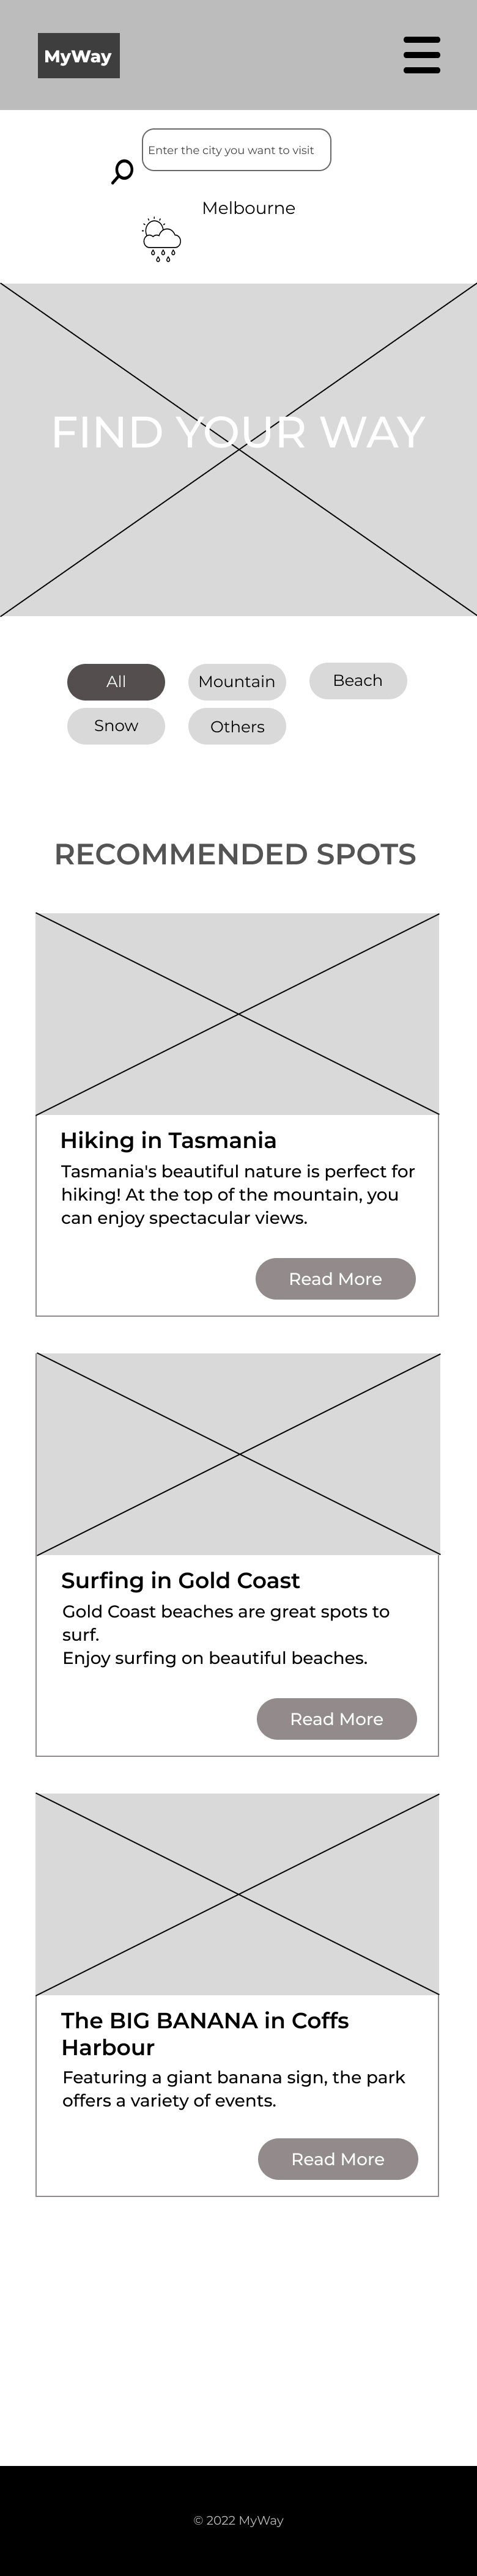 MyWay
Enter the city you want to visit
Melbourne
FIND YOUR WAY
All
Mountain
Beach
Snow
Others
RECOMMENDED SPOTS
Hiking in Tasmania
Tasmania's beautiful nature is perfect for
hiking! At the top of the mountain, you
can enjoy spectacular views.
Read More
Surfing in Gold Coast
Gold Coast beaches are great spots to
surf.
Enjoy surfing on beautiful beaches.
Read More
The BIG BANANA in Coffs
Harbour
Featuring a giant banana sign, the park
offers a variety of events.
Read More
© 2022 MyWay